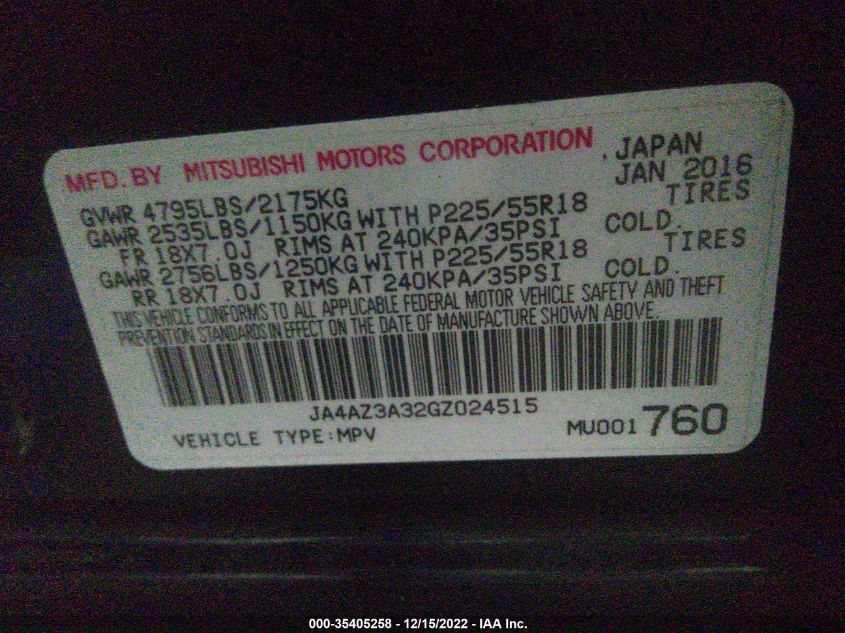 MFD. BY MITSUBISHI MOTORS CORPORATION , JAPAN
JAN 2016
GVWR 4795LBS/2175KG
GAWR 2535LBS/1150KG WITH P225/55R18 TIRES
FR 18X7.0J RIMS AT 240KPA/35PSI COLD.
GAWR 2756LBS/1250KG WITH P225/55R18 TIRES
RR 18X7.0J RIMS AT 240KPA/35PSI COLD.
THIS VEHICLE CONFORMS TO ALL APPLICABLE FEDERAL MOTOR VEHICLE SAFETY AND THEFT
PREVENTION STANDARDS IN EFFECT ON THE DATE OF MANUFACTURE SHOWN ABOVE.
JA4AZ3A32GZ024515
VEHICLE TYPE:MPV MU001 760
000-35405258 - 12/15/2022 - IAA Inc.